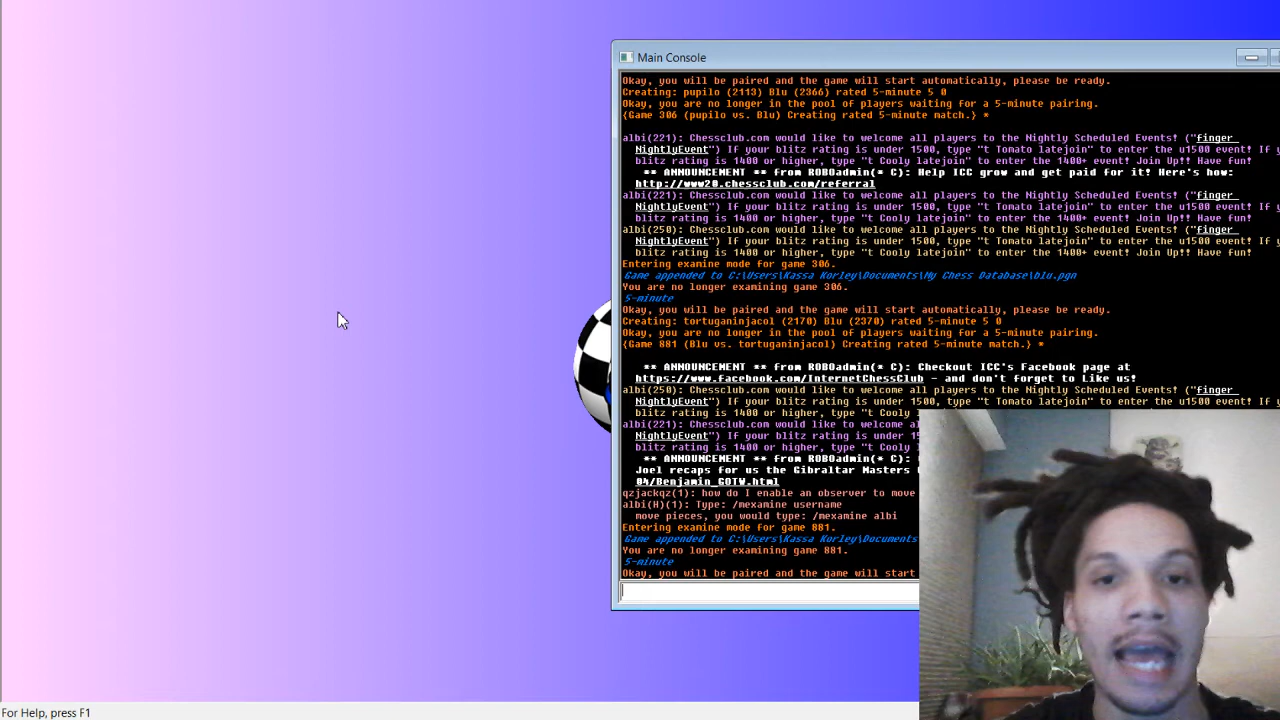 Main Console
Okay, you will be paired and the game will start automatically, please be ready.
Creating: pupilo (2113) Blu (2366) rated 5-minute 5 0
Okay, you are no longer in the pool of players waiting for a 5-minute pairing.
{Game 306 (pupilo vs. Blu) Creating rated 5-minute match.} *
albi(221): Chessclub.com would like to welcome all players to the Nightly Scheduled Events! ("finger
NightlyEvent") If your blitz rating is under 1500, type "t Tomato latejoin" to enter the u1500 event! If y
blitz rating is 1400 or higher, type "t Cooly latejoin" to enter the 1400+ event! Join Up!! Have fun!
** ANNOUNCEMENT ** from ROBOadmin(* C): Help ICC grow and get paid for it! Here's how:
http://www20.chessclub.com/referral
albi(221): Chessclub.com would like to welcome all players to the Nightly Scheduled Events! ("finger
NightlyEvent") If your blitz rating is under 1500, type "t Tomato latejoin" to enter the u1500 event! If y
blitz rating is 1400 or higher, type "t Cooly latejoin" to enter the 1400+ event! Join Up!! Have fun!
albi(250): Chessclub.com would like to welcome all players to the Nightly Scheduled Events! ("finger
NightlyEvent") If your blitz rating is under 1500, type "t Tomato latejoin" to enter the u1500 event! If y
blitz rating is 1400 or higher, type "t Cooly latejoin" to enter the 1400+ event! Join Up!! Have fun!
Entering examine mode for game 306.
Game appended to C:\Users\Kassa Korley\Documents\My Chess Database\blu.pgn
You are no longer examining game 306.
5-minute
Okay, you will be paired and the game will start automatically, please be ready.
Creating: tortuganinjacol (2170) Blu (2370) rated 5-minute 5 0
Okay, you are no longer in the pool of players waiting for a 5-minute pairing.
{Game 881 (Blu vs. tortuganinjacol) Creating rated 5-minute match.} *
** ANNOUNCEMENT ** from ROBOadmin(* C): Checkout ICC's Facebook page at
https://www.facebook.com/InternetChessClub - and don't forget to Like us!
albi(250): Chessclub.com would like to welcome all players to the Nightly Scheduled Events! ("finger
NightlyEvent") If your blitz rating is under 1500, type "t Tomato latejoin" to enter the u1500 event! If y
blitz rating is 1400 or higher, type "t Cooly
albi(221): Chessclub.com would like to welcome al
NightlyEvent") If your blitz rating is under 15
blitz rating is 1400 or higher, type "t Cooly l
** ANNOUNCEMENT ** from ROBOadmin(* C):
Joel recaps for us the Gibraltar Masters
04/Benjamin_GOTW.html
qzjackqz(1): how do I enable an observer to move
albi(H)(1): Type: /mexamine username
move pieces, you would type: /mexamine albi
Entering examine mode for game 881.
Game appended to C:\Users\Kassa Korley\Documents
You are no longer examining game 881.
5-minute
Okay, you will be paired and the game will start
For Help, press F1